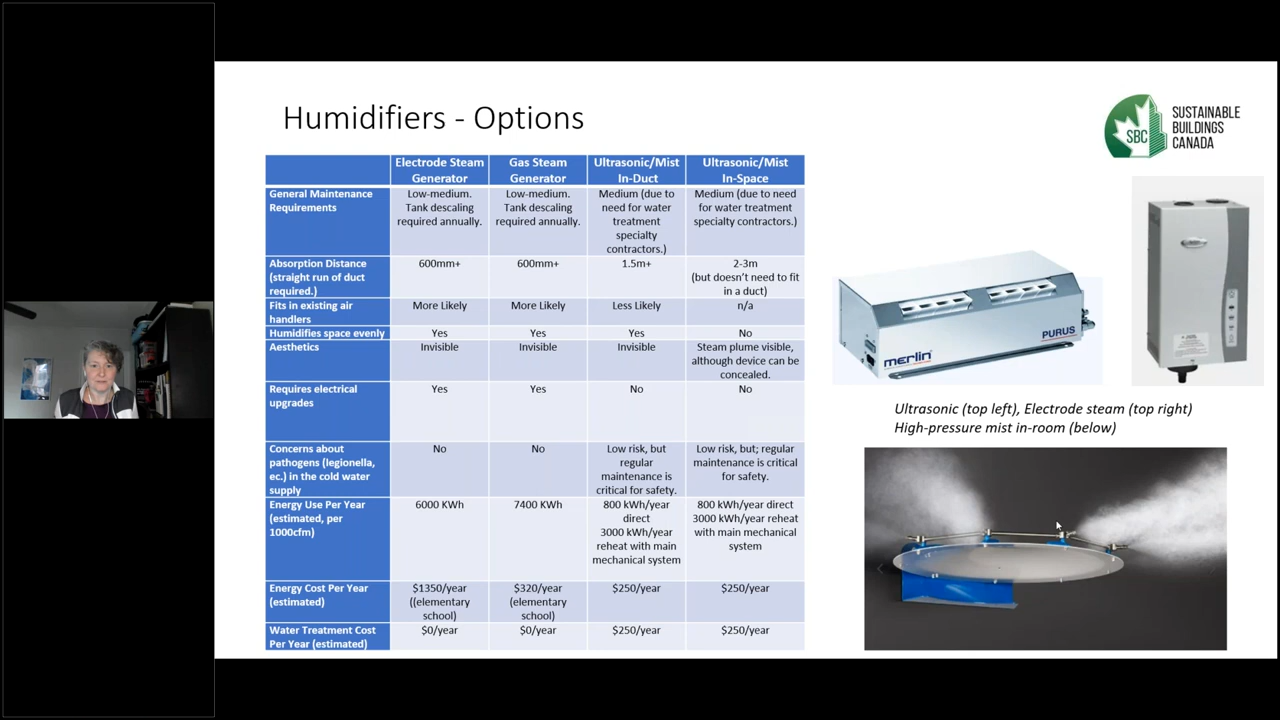 Humidifiers - Options
SUSTAINABLE
BUILDINGS
CANADA
SBC
Electrode Steam
Generator
Gas Steam
Generator
Ultrasonic/Mist
In-Duct
Ultrasonic/Mist
In-Space
General Maintenance
Requirements
Low-medium.
Tank descaling
required annually.
Low-medium.
Tank descaling
required annually.
Medium (due to
need for water
treatment
specialty
contractors.)
Medium (due to need
for water treatment
specialty contractors.)
Absorption Distance
(straight run of duct
required.)
600mm+
600mm+
1.5m+
2-3m
(but doesn't need to fit
in a duct)
Fits in existing air
handlers
More Likely
More Likely
Less Likely
n/a
Humidifies space evenly
Yes
Yes
Yes
No
Aesthetics
Invisible
Invisible
Invisible
Steam plume visible,
although device can be
concealed.
Requires electrical
upgrades
Yes
Yes
No
No
Concerns about
pathogens (legionella,
ec.) in the cold water
supply
No
No
Low risk, but
regular
maintenance is
critical for safety.
Low risk, but; regular
maintenance is critical
for safety.
Energy Use Per Year
(estimated, per
1000cfm)
6000 KWh
7400 KWh
800 kWh/year
direct
3000 kWh/year
reheat with main
mechanical system
800 kWh/year direct
3000 kWh/year reheat
with main mechanical
system
Energy Cost Per Year
(estimated)
$1350/year
((elementary
school)
$320/year
(elementary
school)
$250/year
$250/year
Water Treatment Cost
Per Year (estimated)
$0/year
$0/year
$250/year
$250/year
merlin
PURUS
Ultrasonic (top left), Electrode steam (top right)
High-pressure mist in-room (below)